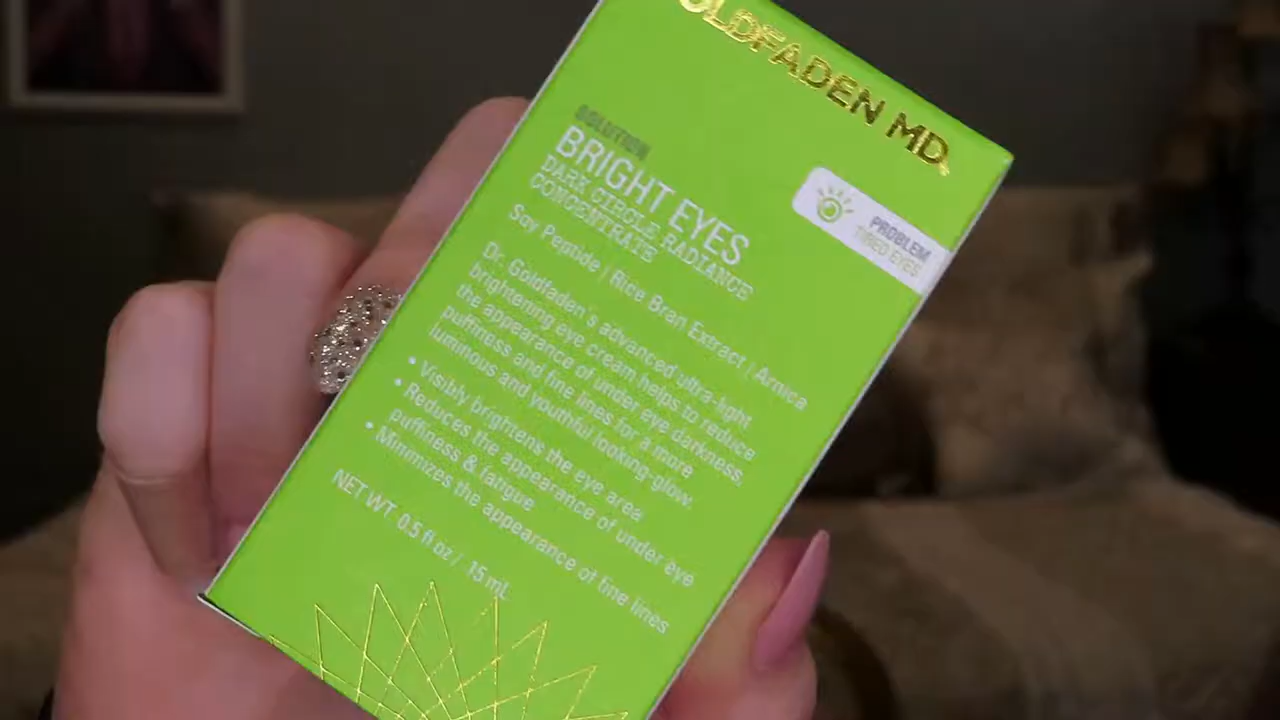 OLDFADEN MD.
PROBLEM
TIRED EYES
SOLUTION
BRIGHT EYES
DARK CIRCLE RADIANCE
CONCENTRATE
Soy Peptide | Rice Bran Extract | Arnica
Dr. Goldfaden's advanced ultra-light
brightening eye cream helps to reduce
the appearance of under eye darkness,
puffiness and fine lines for a more
luminous and youthful looking-glow.
• Visibly brightens the eye area
• Reduces the appearance of under eye
puffiness & fatigue
• Minimizes the appearance of fine lines
NET WT 0.5 fl oz / 15 mL